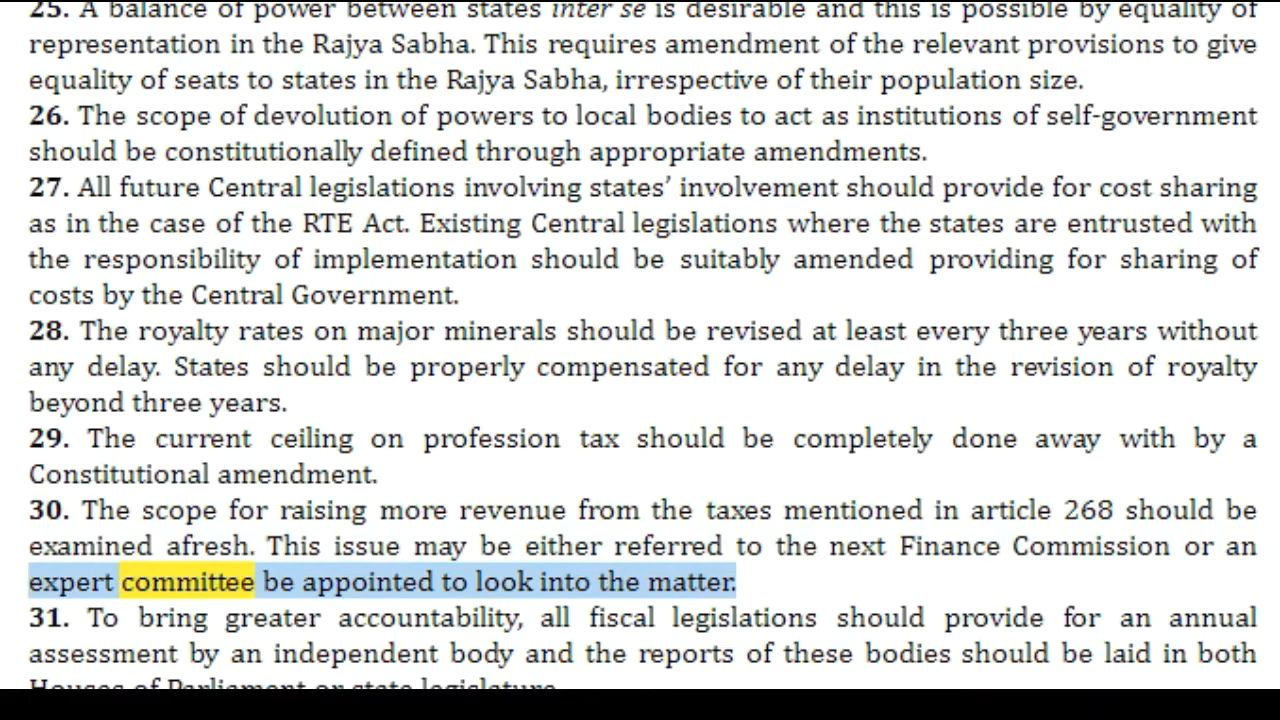 25. A balance of power between states inter se is desirable and this is possible by equality of
representation in the Rajya Sabha. This requires amendment of the relevant provisions to give
equality of seats to states in the Rajya Sabha, irrespective of their population size.
26. The scope of devolution of powers to local bodies to act as institutions of self-government
should be constitutionally defined through appropriate amendments.
27. All future Central legislations involving states’ involvement should provide for cost sharing
as in the case of the RTE Act. Existing Central legislations where the states are entrusted with
the responsibility of implementation should be suitably amended providing for sharing of
costs by the Central Government.
28. The royalty rates on major minerals should be revised at least every three years without
any delay. States should be properly compensated for any delay in the revision of royalty
beyond three years.
29. The current ceiling on profession tax should be completely done away with by a
Constitutional amendment.
30. The scope for raising more revenue from the taxes mentioned in article 268 should be
examined afresh. This issue may be either referred to the next Finance Commission or an
expert committee be appointed to look into the matter.
31. To bring greater accountability, all fiscal legislations should provide for an annual
assessment by an independent body and the reports of these bodies should be laid in both
Houses of Parliament or state legislature.